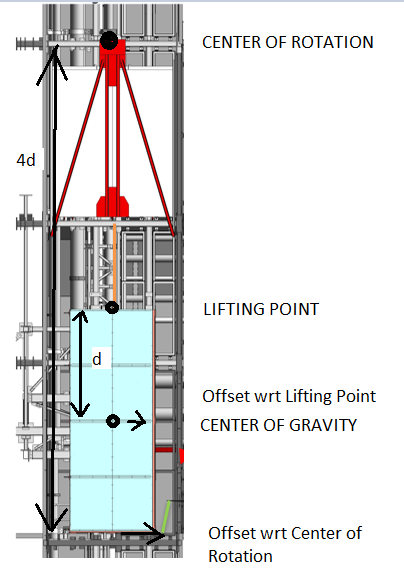 CENTER OF ROTATION
4d
LIFTING POINT
d
Offset wrt Lifting Point
CENTER OF GRAVITY
Offset wrt Center of
Rotation